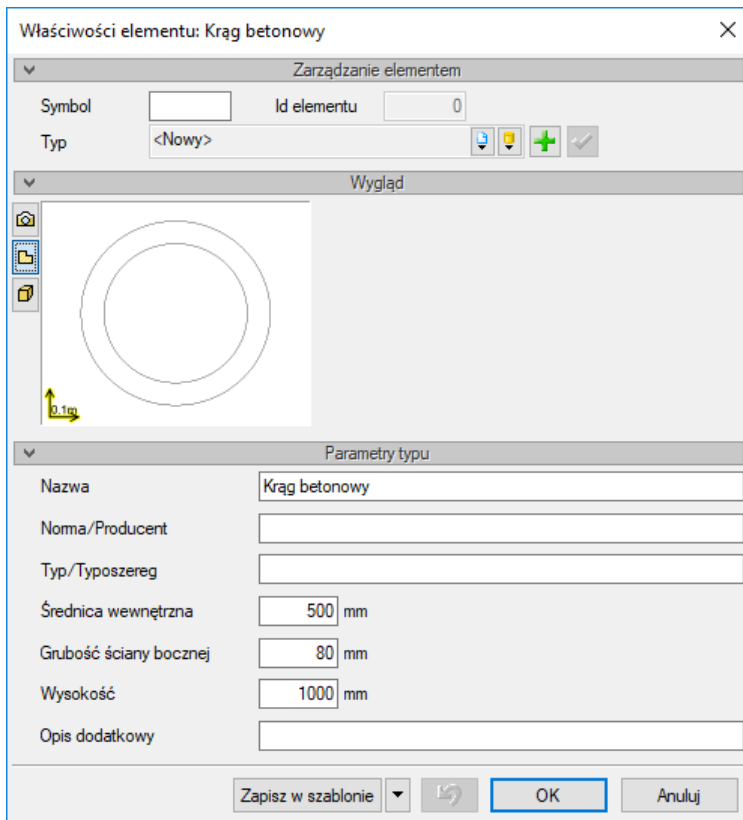 Właściwości elementu: Krąg betonowy
Zarządzanie elementem
Symbol Id elementu 0
Typ <Nowy>
Wygląd
0.1m
Parametry typu
Nazwa Krąg betonowy
Norma/Producent
Typ/Typoszereg
Średnica wewnętrzna 500 mm
Grubość ściany bocznej 80 mm
Wysokość 1000 mm
Opis dodatkowy
Zapisz w szablonie OK Anuluj